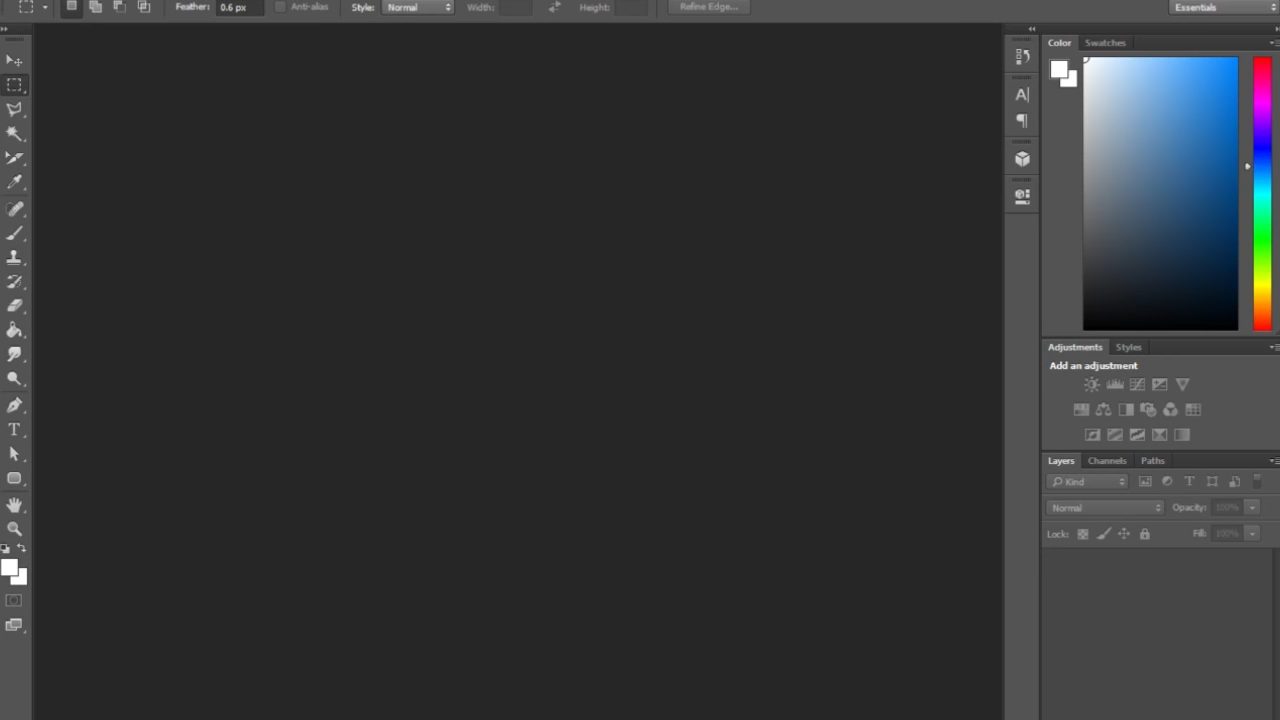 Feather: 0.6 px Anti-alias Style: Normal Width: Height: Refine Edge... Essentials
Color Swatches
Adjustments Styles
Add an adjustment
Layers Channels Paths
Kind
Normal Opacity: 100%
Lock: Fill: 100%